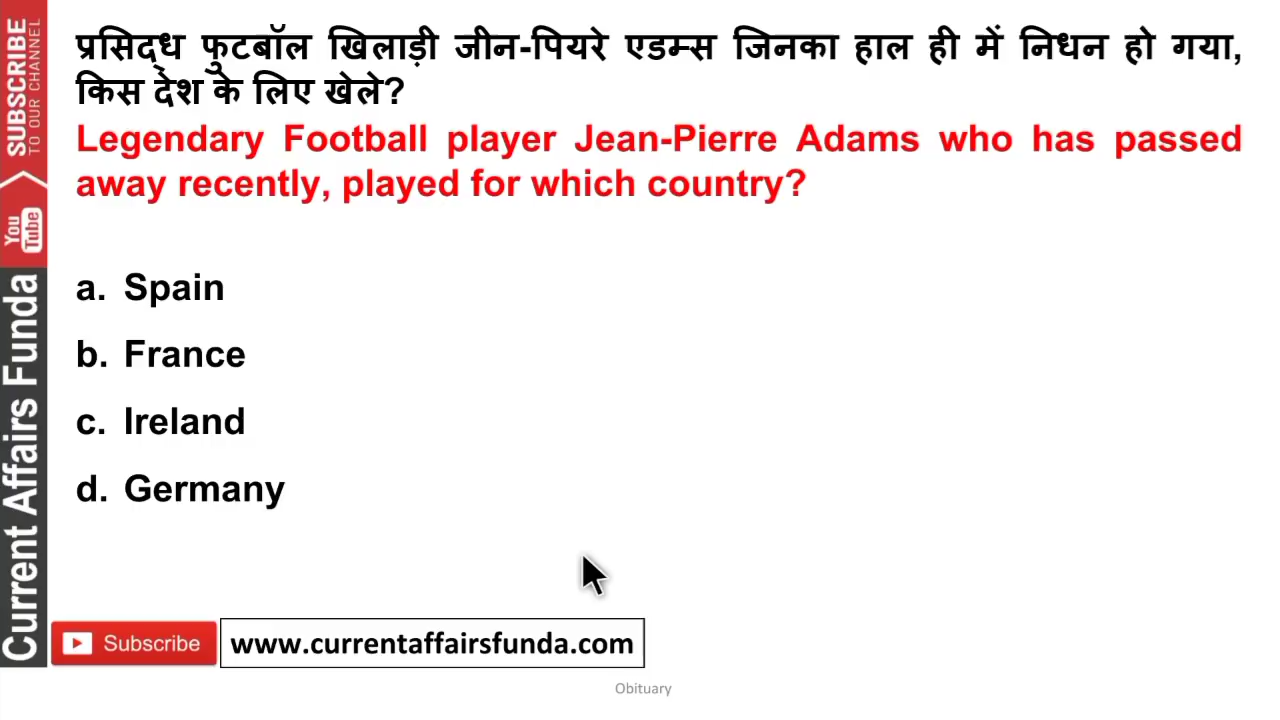 SUBSCRIBE
TO OUR CHANNEL
You
Tube
Current Affairs Funda
प्रसिद्ध फुटबॉल खिलाड़ी जीन-पियरे एडम्स जिनका हाल ही में निधन हो गया,
किस देश के लिए खेले?
Legendary Football player Jean-Pierre Adams who has passed
away recently, played for which country?
a. Spain
b. France
c. Ireland
d. Germany
Subscribe
www.currentaffairsfunda.com
Obituary